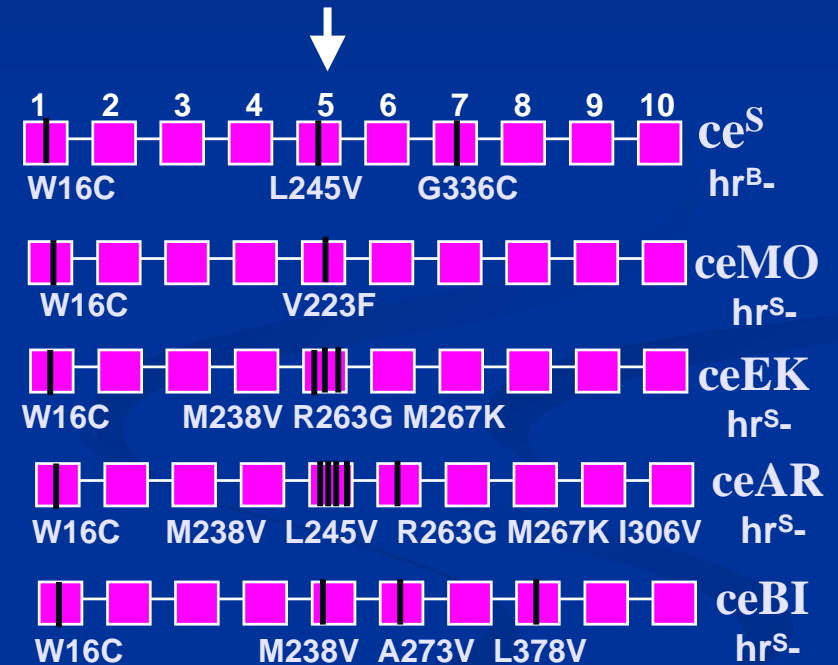 1 2 3 4 5 6 7 8 9 10
ceS
W16C L245V G336C
hrB-
ceMO
W16C V223F
hrS-
ceEK
W16C M238V R263G M267K
hrS-
ceAR
W16C M238V L245V R263G M267K I306V
hrS-
ceBI
W16C M238V A273V L378V
hrS-